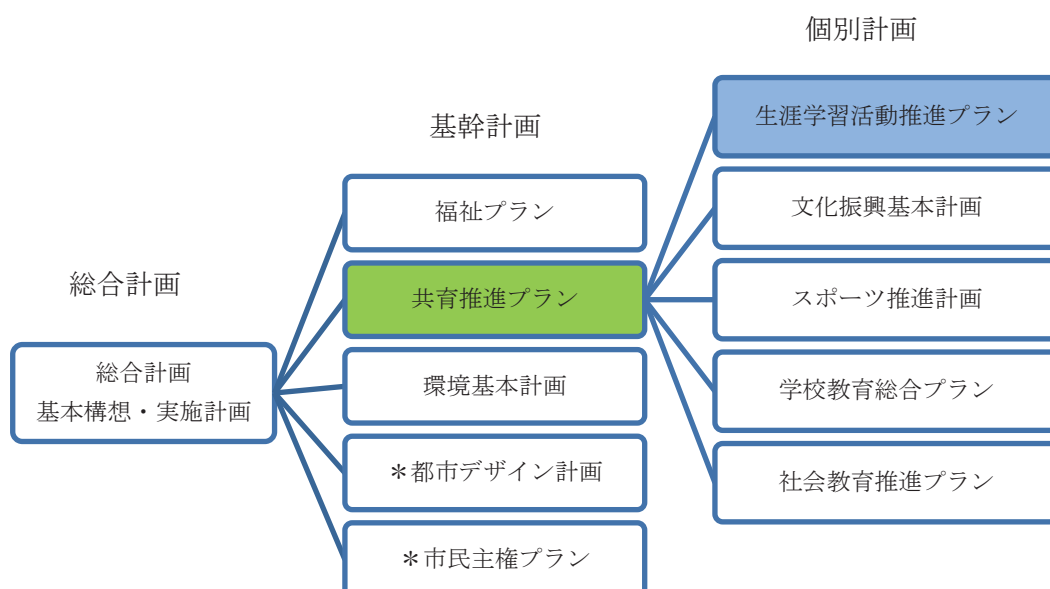 総合計画
総合計画
基本構想・実施計画
基幹計画
福祉プラン
共育推進プラン
環境基本計画
＊都市デザイン計画
＊市民主権プラン
個別計画
生涯学習活動推進プラン
文化振興基本計画
スポーツ推進計画
学校教育総合プラン
社会教育推進プラン